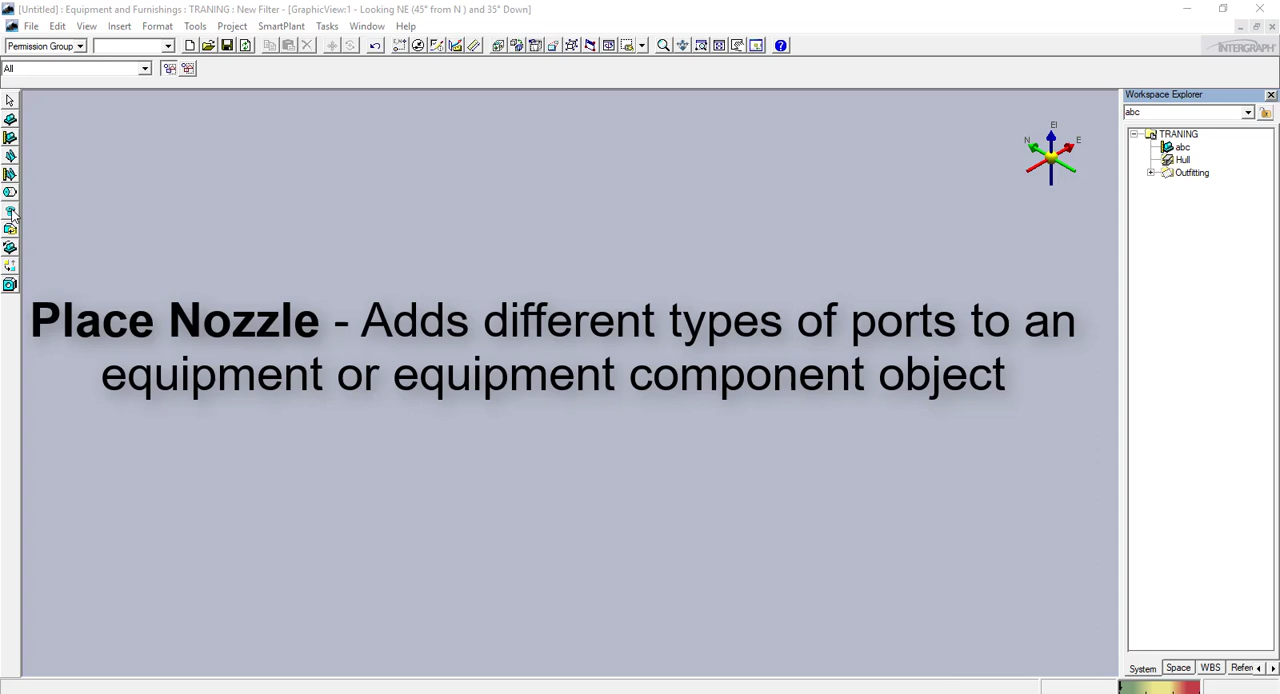 [Untitled] : Equipment and Furnishings : TRANING : New Filter - [GraphicView:1 - Looking NE (45° from N ) and 35° Down]
File Edit View Insert Format Tools Project SmartPlant Tasks Window Help
Permission Group
INTERGRAPH
All
Workspace Explorer
abc
TRANING
abc
Hull
Outfitting
El
N
E
Place Nozzle - Adds different types of ports to an
equipment or equipment component object
System Space WBS Refere